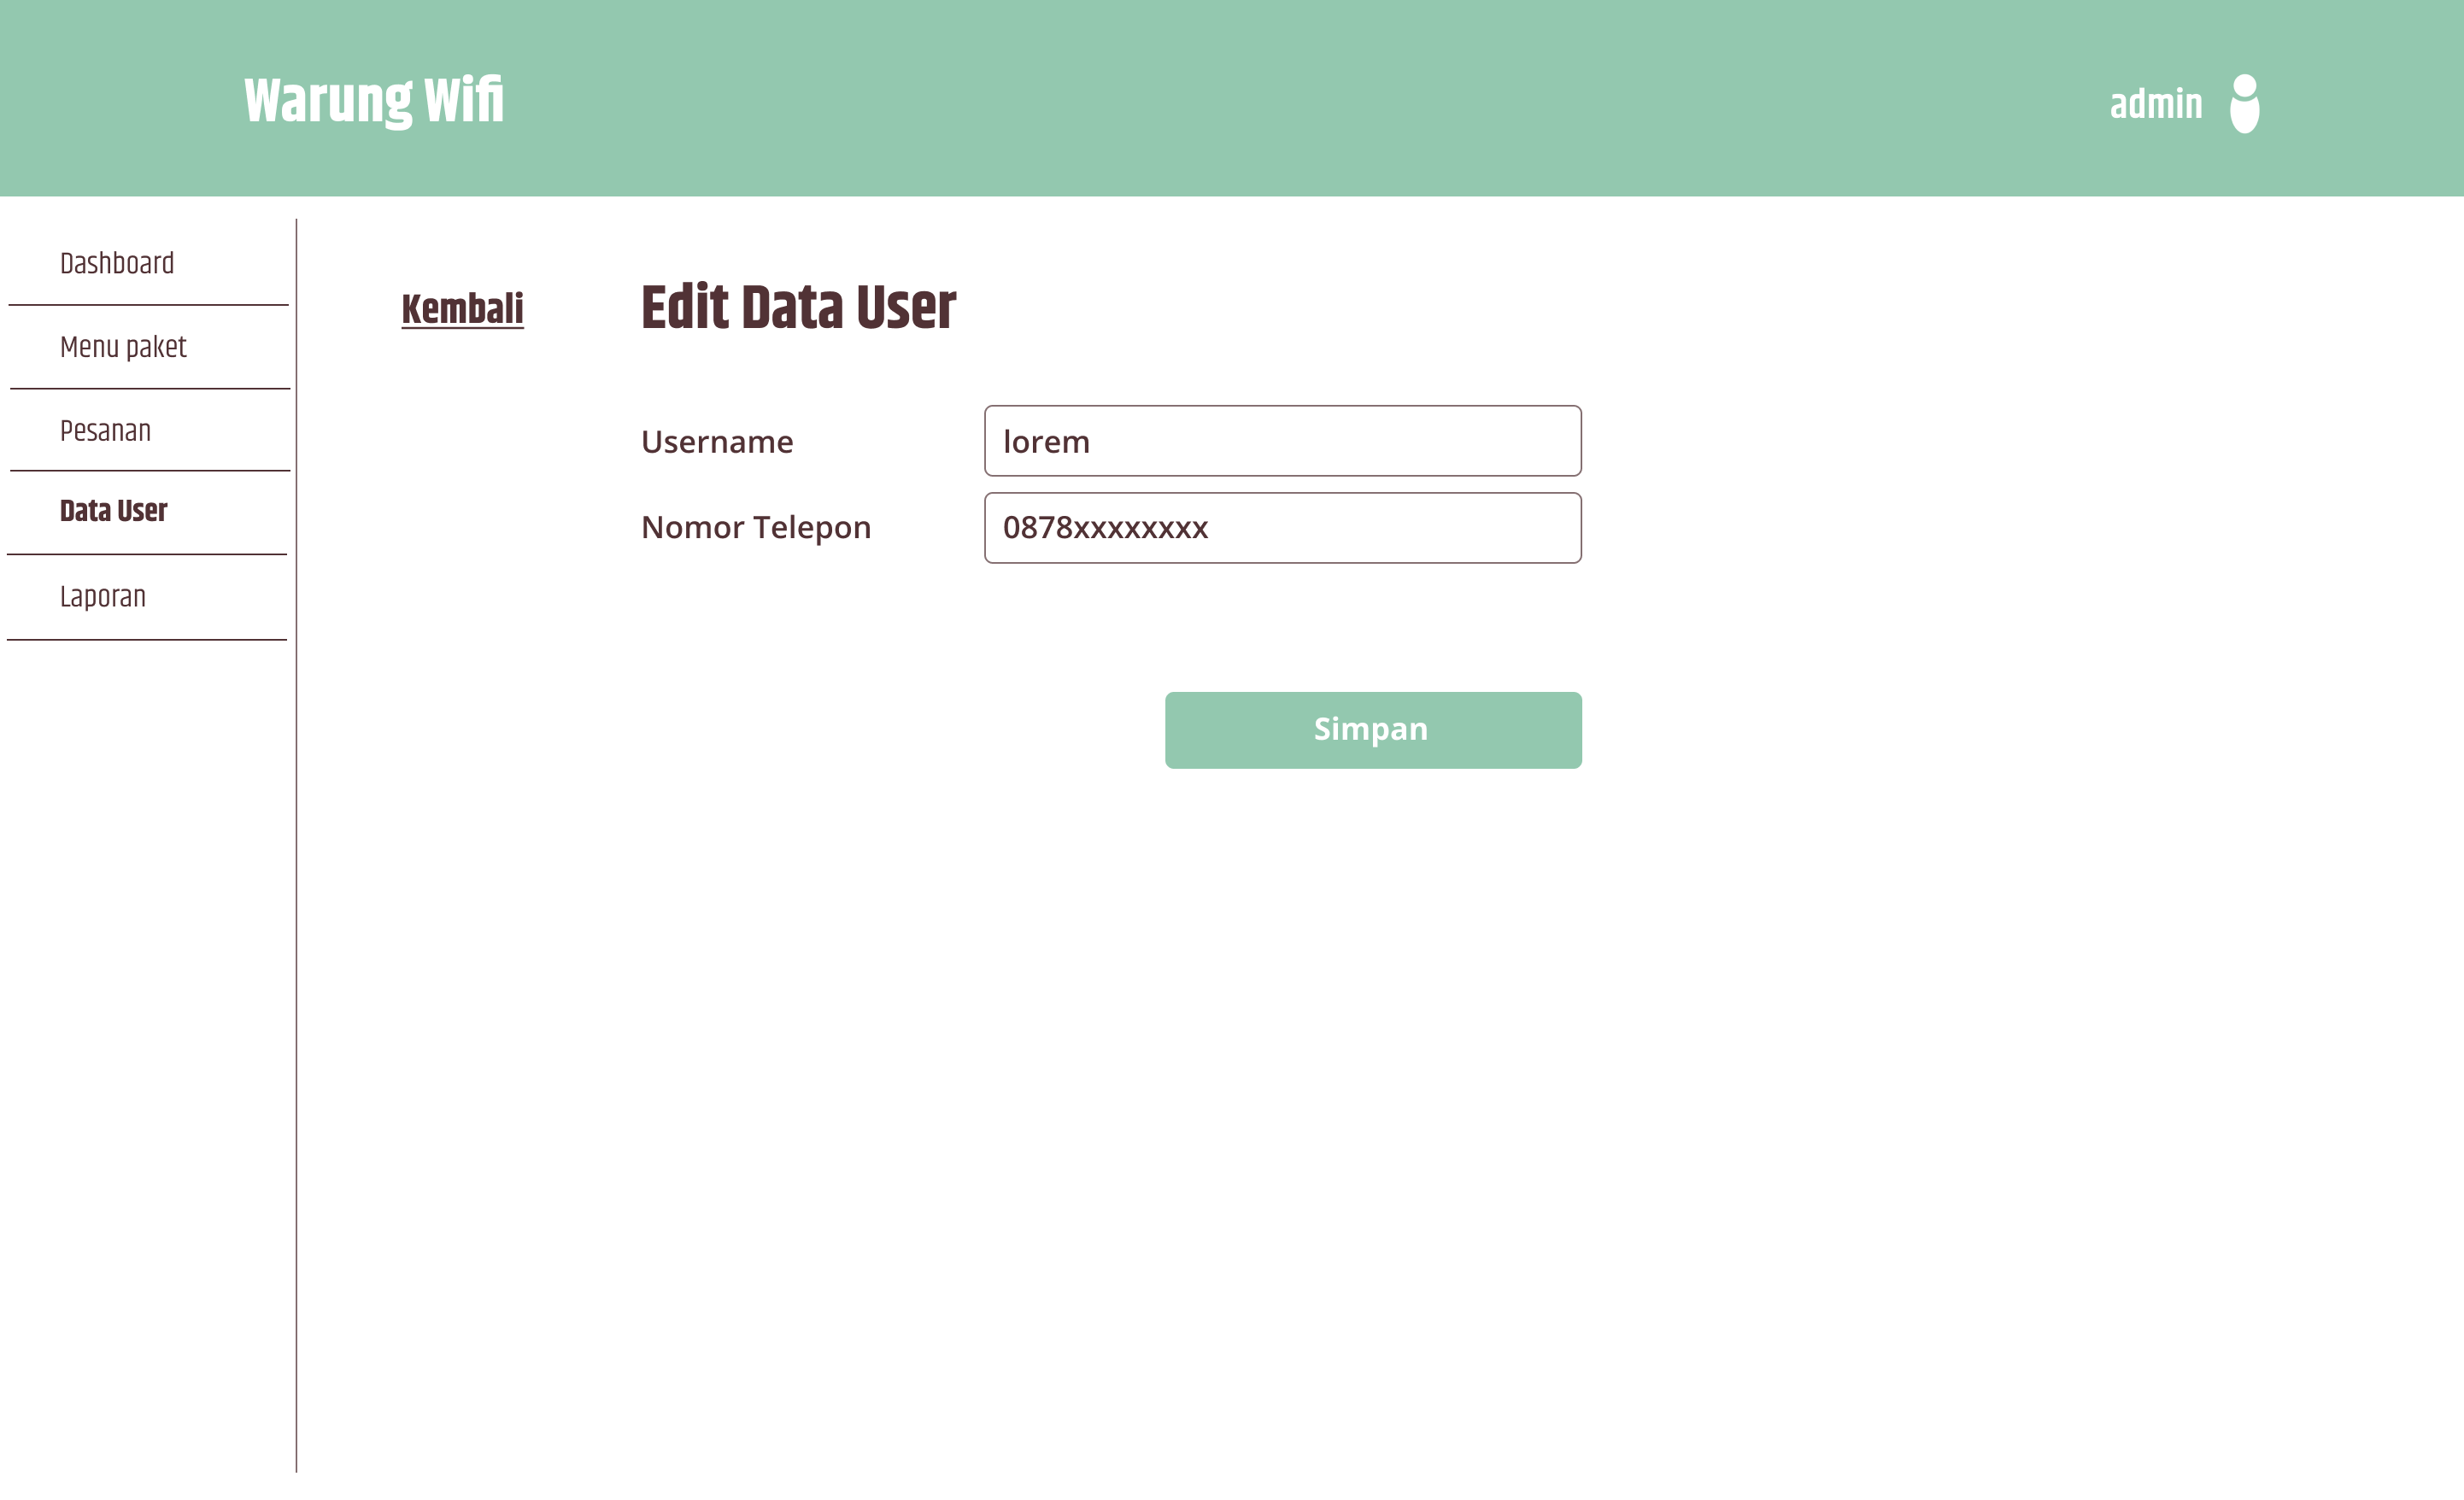 Warung Wifi
admin
Dashboard
Menu paket
Pesanan
Data User
Laporan
Kembali
Edit Data User
Username
lorem
Nomor Telepon
0878xxxxxxxx
Simpan